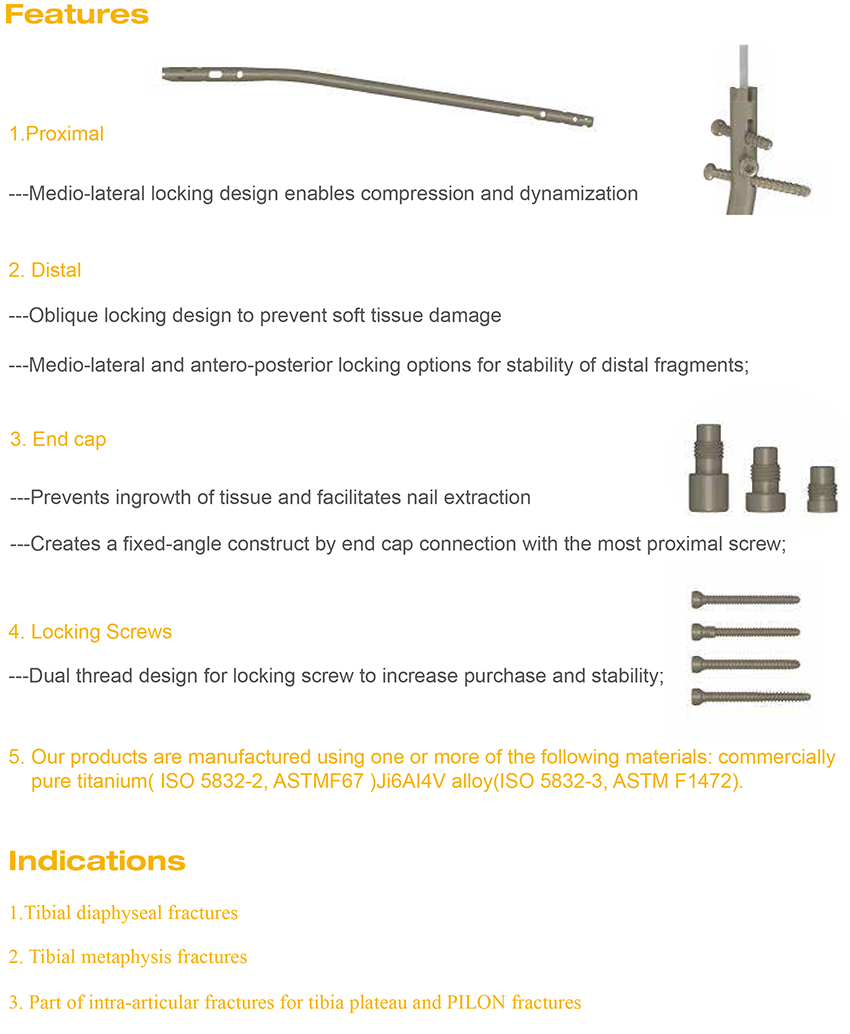 Features
1.Proximal
---Medio-lateral locking design enables compression and dynamization
2. Distal
---Oblique locking design to prevent soft tissue damage
---Medio-lateral and antero-posterior locking options for stability of distal fragments;
3. End cap
---Prevents ingrowth of tissue and facilitates nail extraction
---Creates a fixed-angle construct by end cap connection with the most proximal screw;
4. Locking Screws
---Dual thread design for locking screw to increase purchase and stability;
5. Our products are manufactured using one or more of the following materials: commercially
pure titanium( ISO 5832-2, ASTMF67 )Ji6AI4V alloy(ISO 5832-3, ASTM F1472).
Indications
1.Tibial diaphyseal fractures
2. Tibial metaphysis fractures
3. Part of intra-articular fractures for tibia plateau and PILON fractures